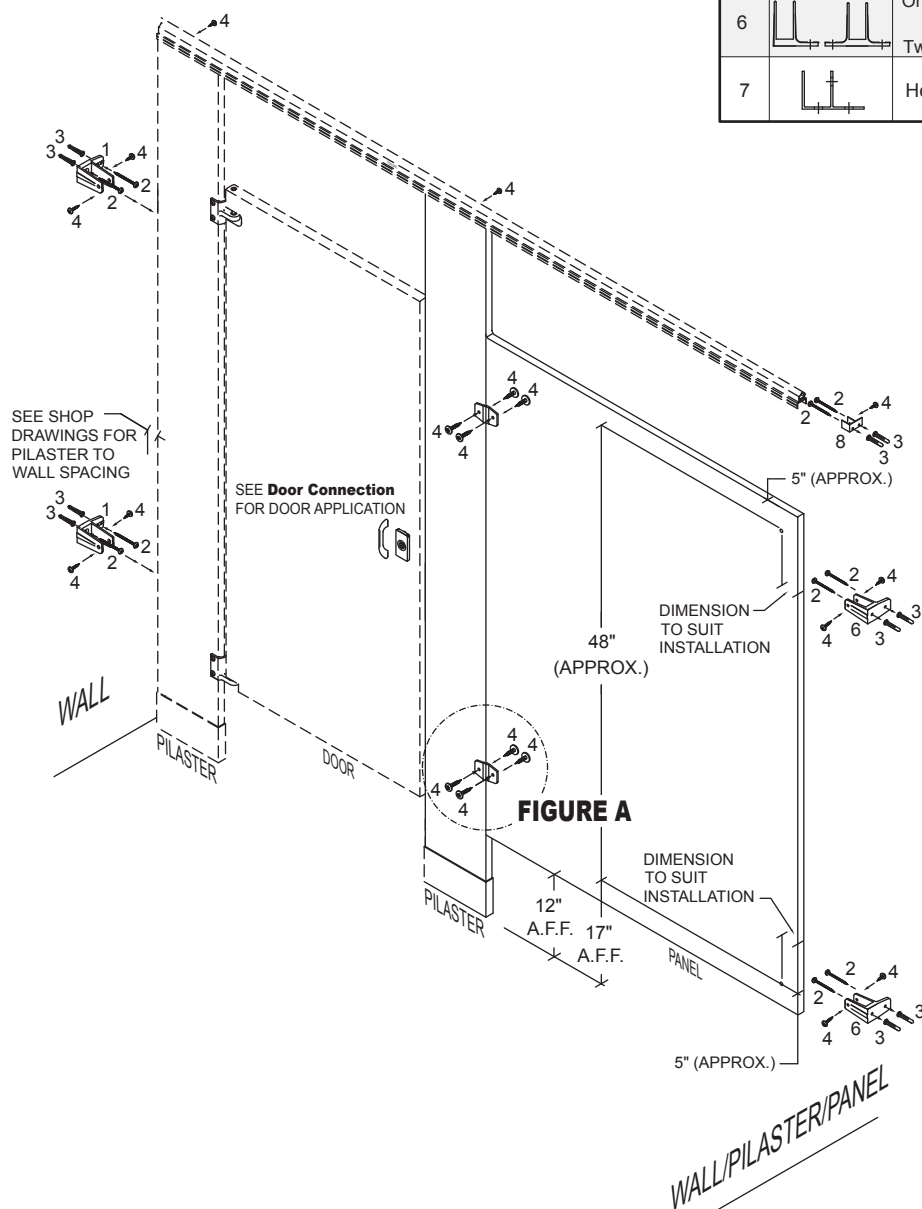 6
7
4
3
3
1
4
2
2
4
4
SEE SHOP
DRAWINGS FOR
PILASTER TO
WALL SPACING
SEE Door Connection
FOR DOOR APPLICATION
3
3
1
4
2
2
4
4
4
4
4
2
2
4
8
3
3
5" (APPROX.)
DIMENSION
TO SUIT
INSTALLATION
48"
(APPROX.)
2
2
4
4
6
3
3
WALL
PILASTER
DOOR
4
4
4
4
FIGURE A
DIMENSION
TO SUIT
INSTALLATION
PILASTER
12"
A.F.F.
17"
A.F.F.
PANEL
2
2
4
4
6
3
3
5" (APPROX.)
WALL/PILASTER/PANEL